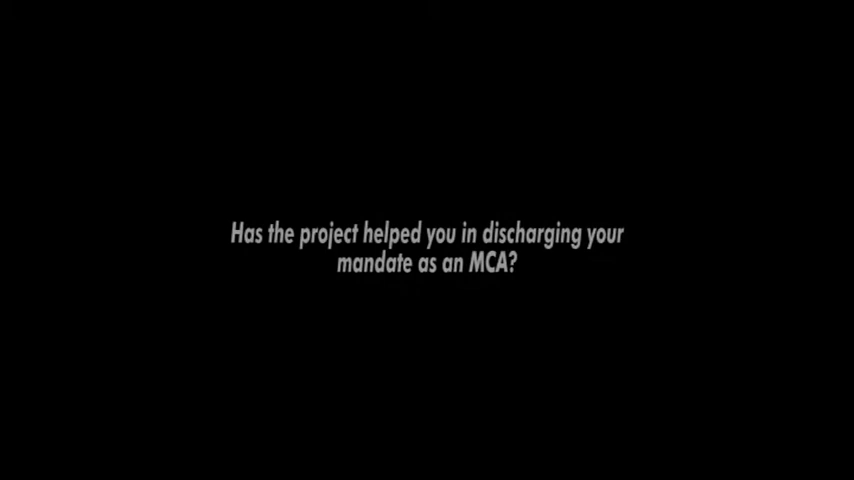 Has the project helped you in discharging your
mandate as an MCA?